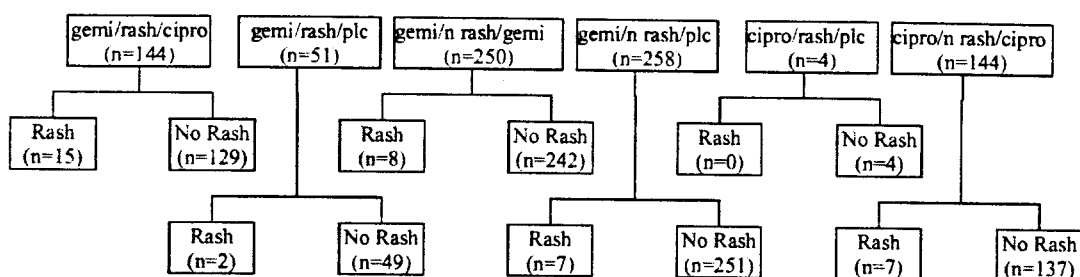 gemi/rash/cipro
(n=144)
gemi/rash/plc
(n=51)
gemi/n rash/gemi
(n=250)
gemi/n rash/plc
(n=258)
cipro/rash/plc
(n=4)
cipro/n rash/cipro
(n=144)
Rash
(n=15)
No Rash
(n=129)
Rash
(n=8)
No Rash
(n=242)
Rash
(n=0)
No Rash
(n=4)
Rash
(n=2)
No Rash
(n=49)
Rash
(n=7)
No Rash
(n=251)
Rash
(n=7)
No Rash
(n=137)